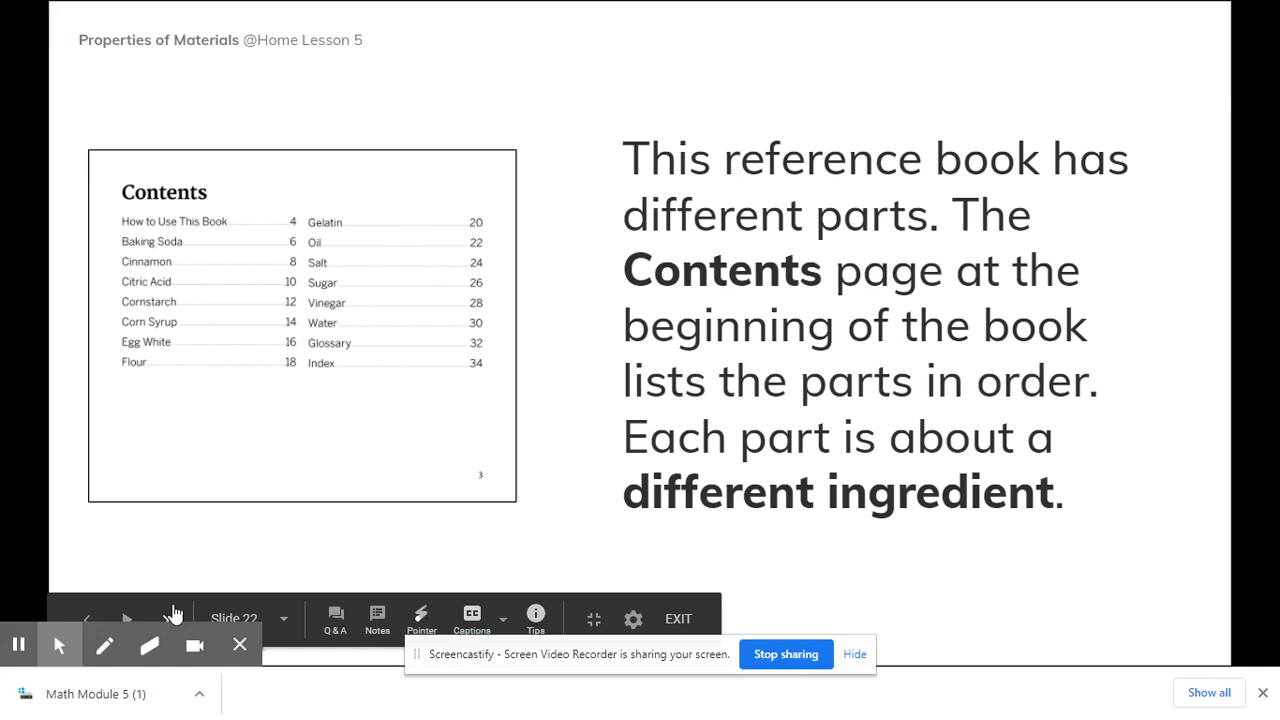 Properties of Materials @Home Lesson 5
Contents
How to Use This Book 4
Baking Soda 6
Cinnamon 8
Citric Acid 10
Cornstarch 12
Corn Syrup 14
Egg White 16
Flour 18
Gelatin 20
Oil 22
Salt 24
Sugar 26
Vinegar 28
Water 30
Glossary 32
Index 34
3
This reference book has
different parts. The
Contents page at the
beginning of the book
lists the parts in order.
Each part is about a
different ingredient.
Slide 22
Q & A
Notes
Pointer
Captions
Tips
EXIT
Screencastify - Screen Video Recorder is sharing your screen.
Stop sharing
Hide
Math Module 5 (1)
Show all